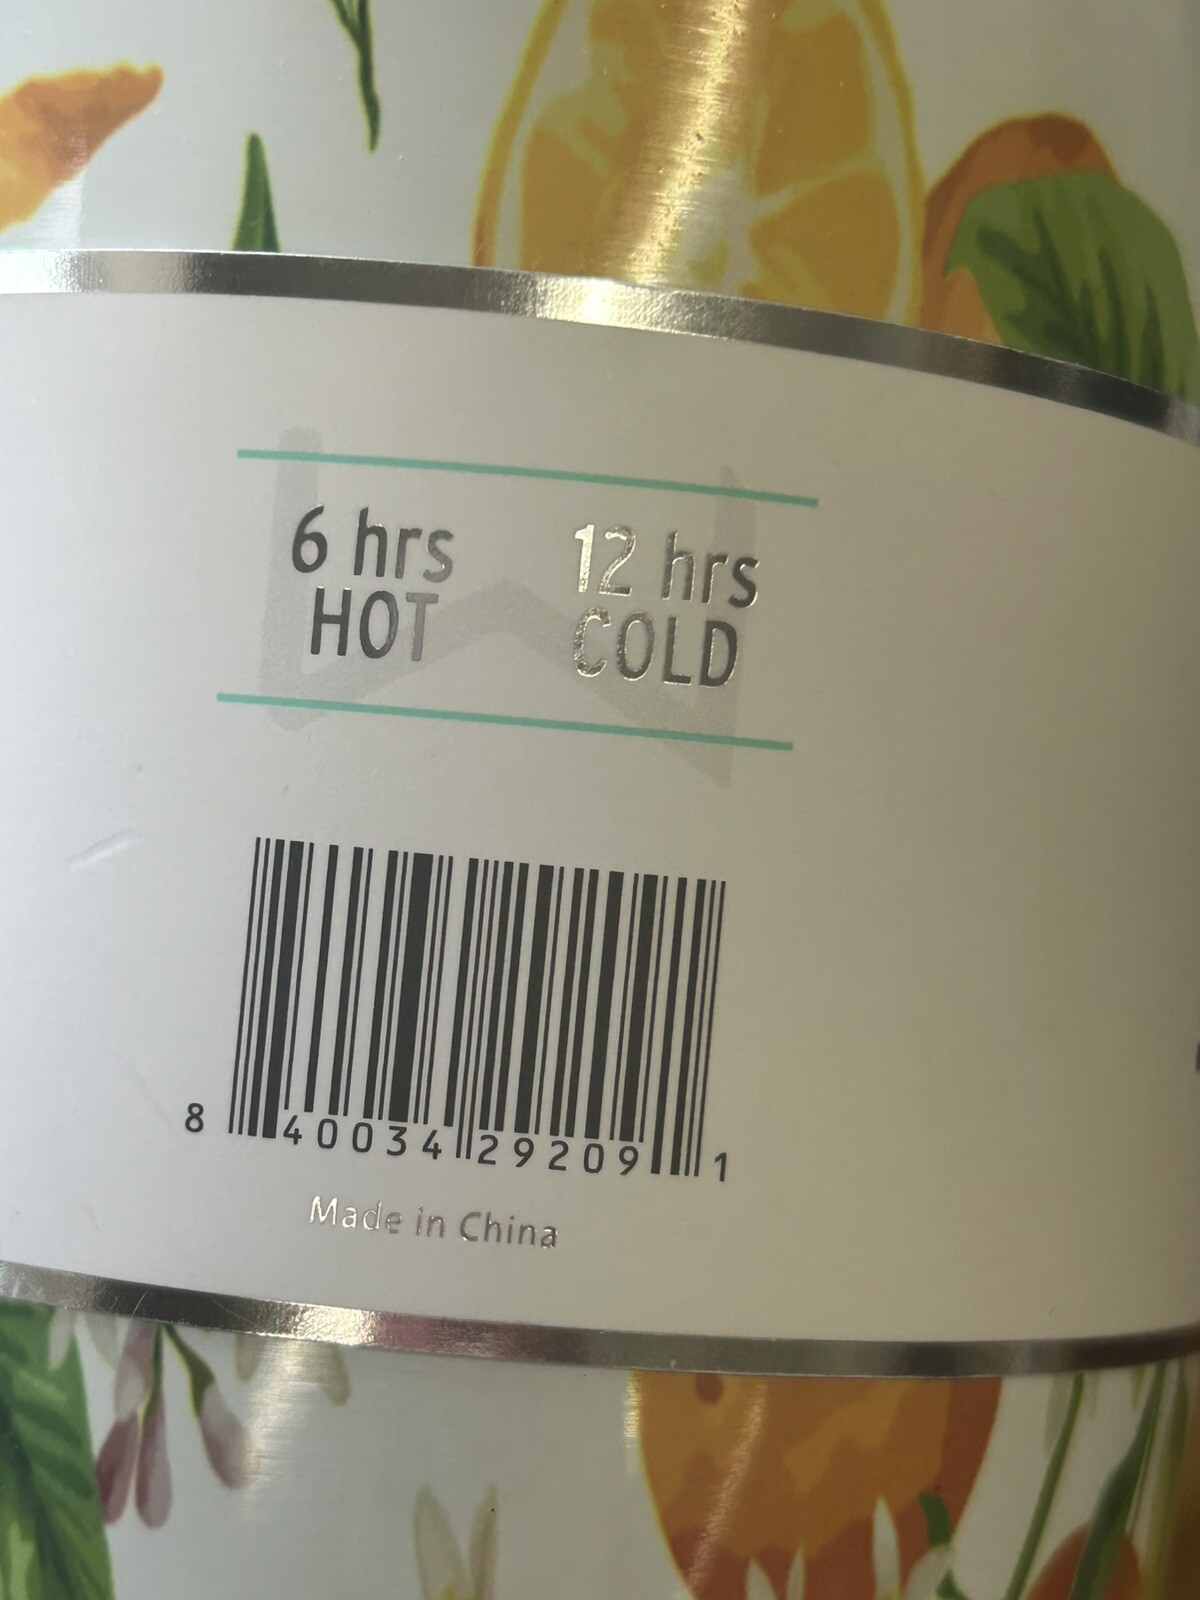 6 hrs 12 hrs
HOT COLD
8 40034 29209 1
Made in China